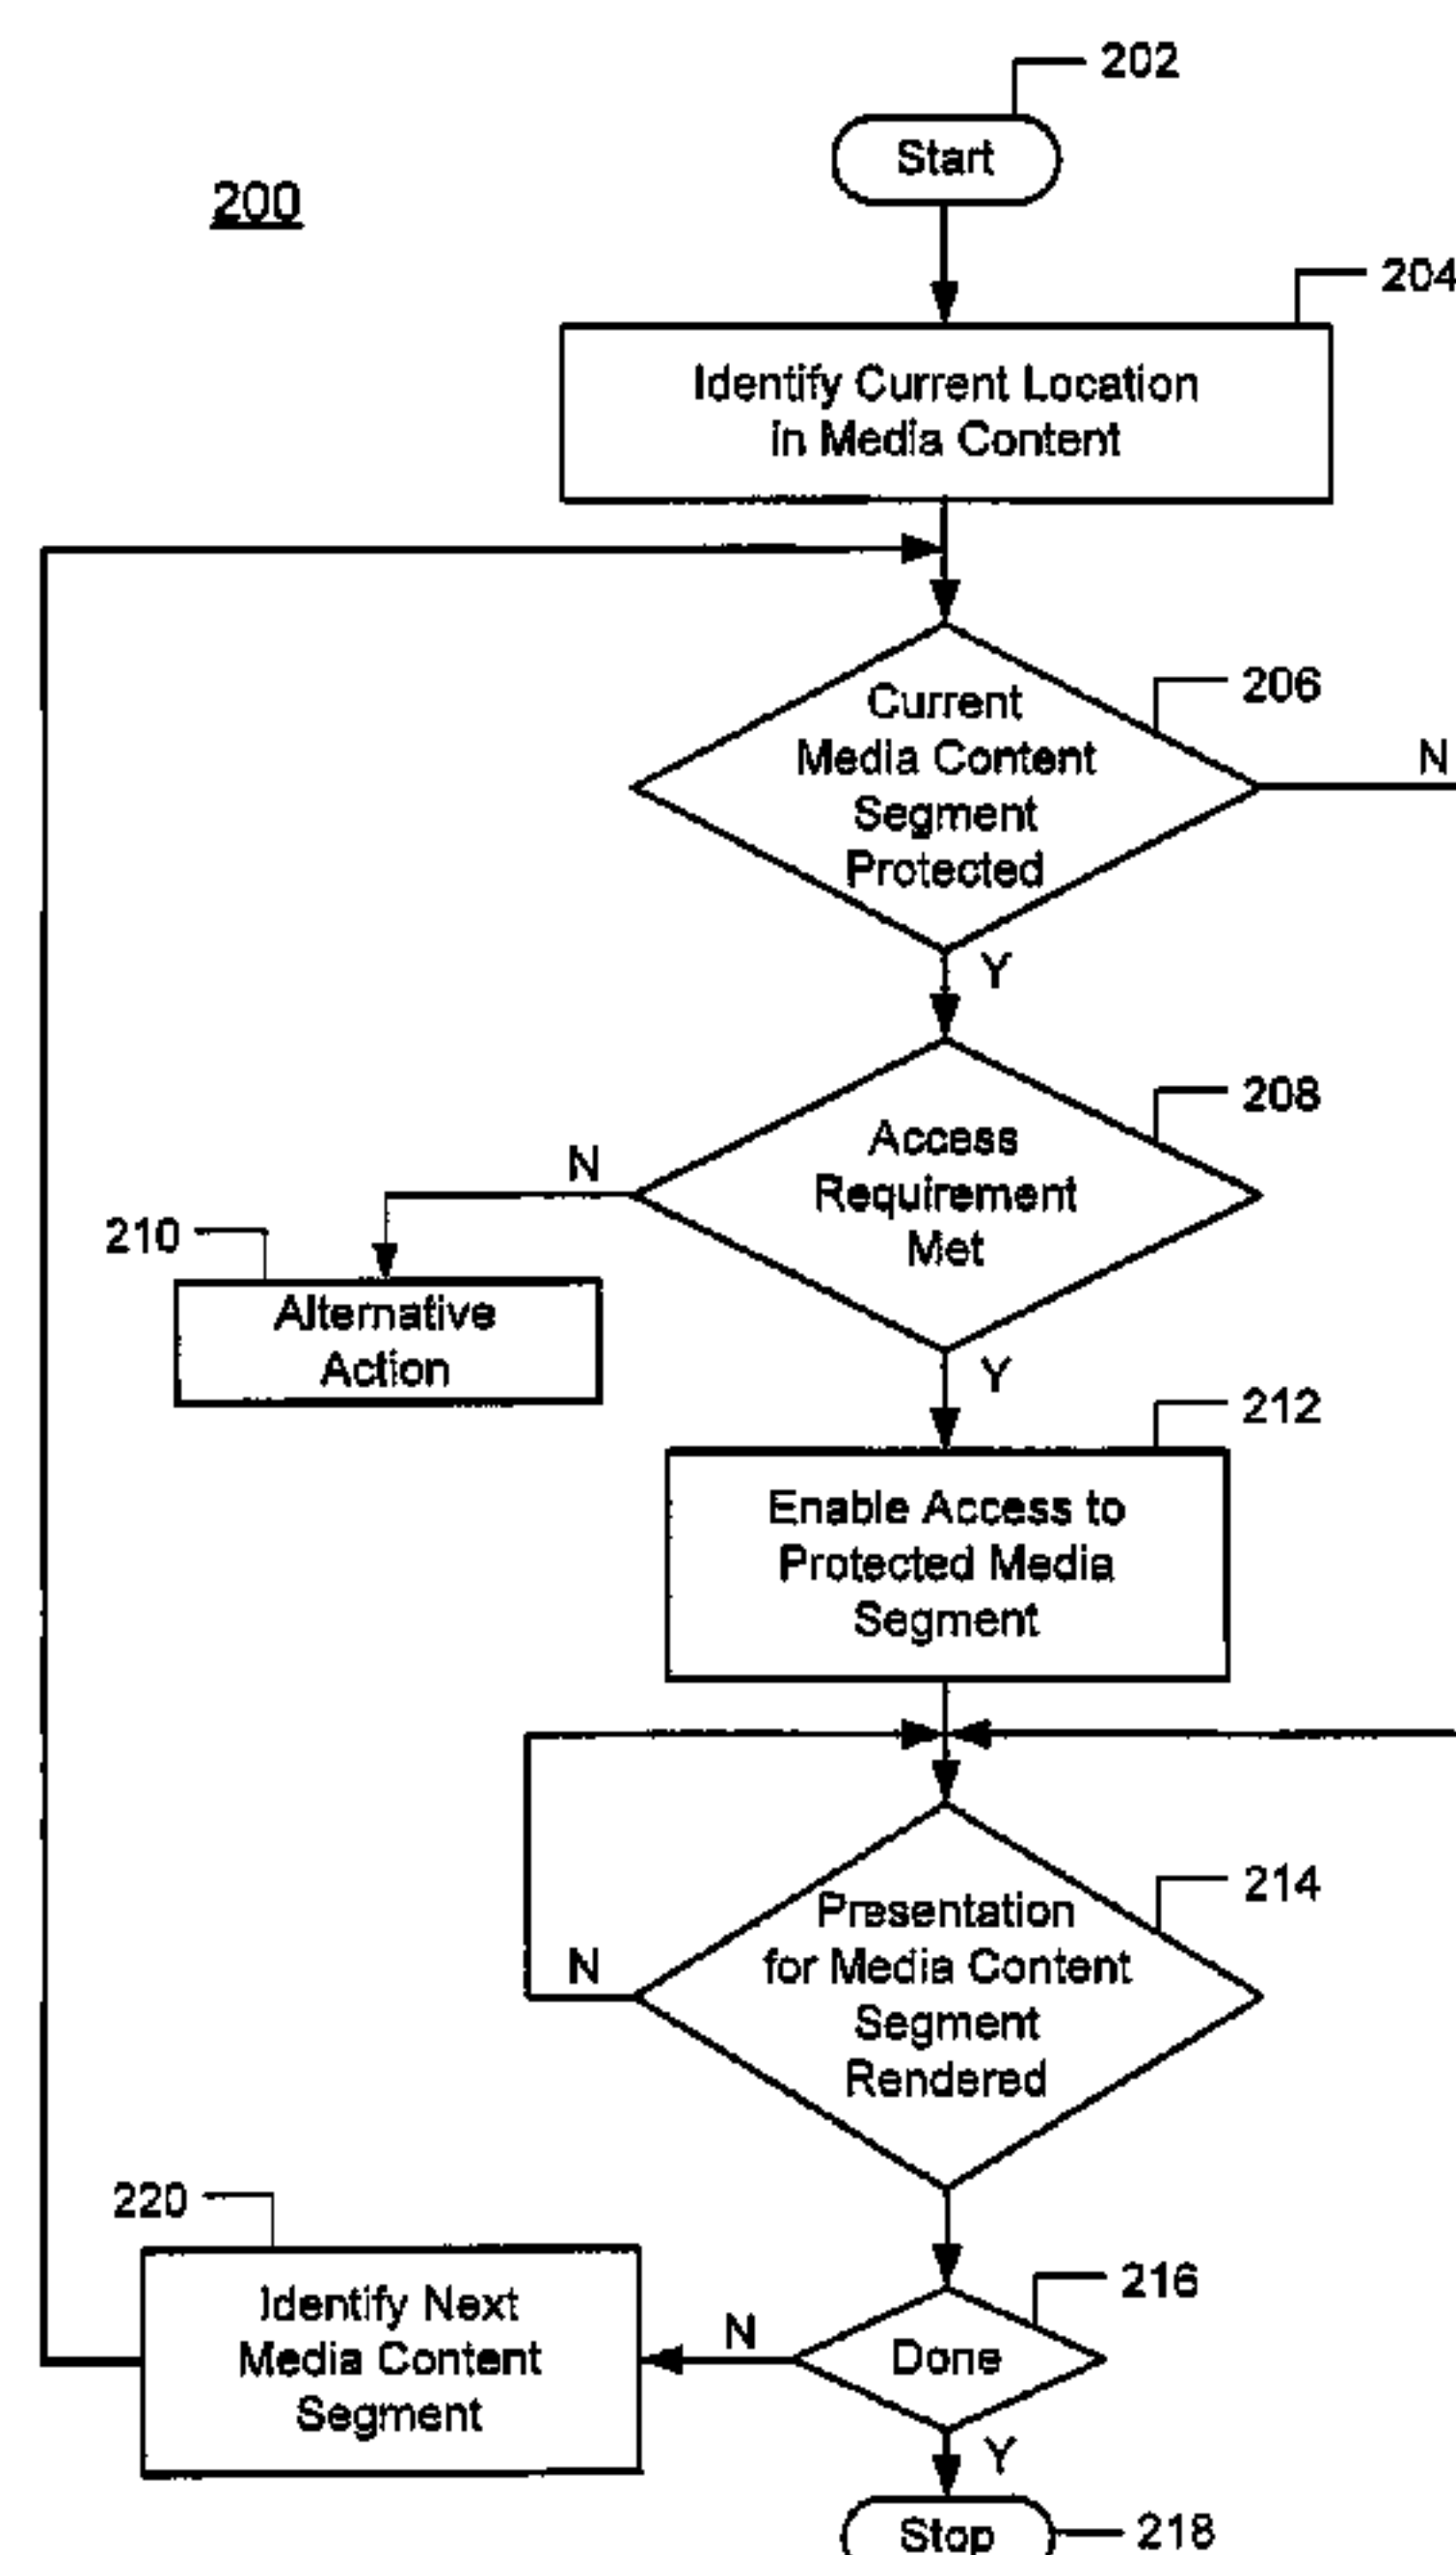 202
Start
200
204
Identify Current Location
in Media Content
206
Current
Media Content
Segment
Protected
N
Y
208
Access
Requirement
Met
N
210
Alternative
Action
Y
212
Enable Access to
Protected Media
Segment
214
Presentation
for Media Content
Segment
Rendered
N
220
Identify Next
Media Content
Segment
216
N
Done
Y
Stop
218